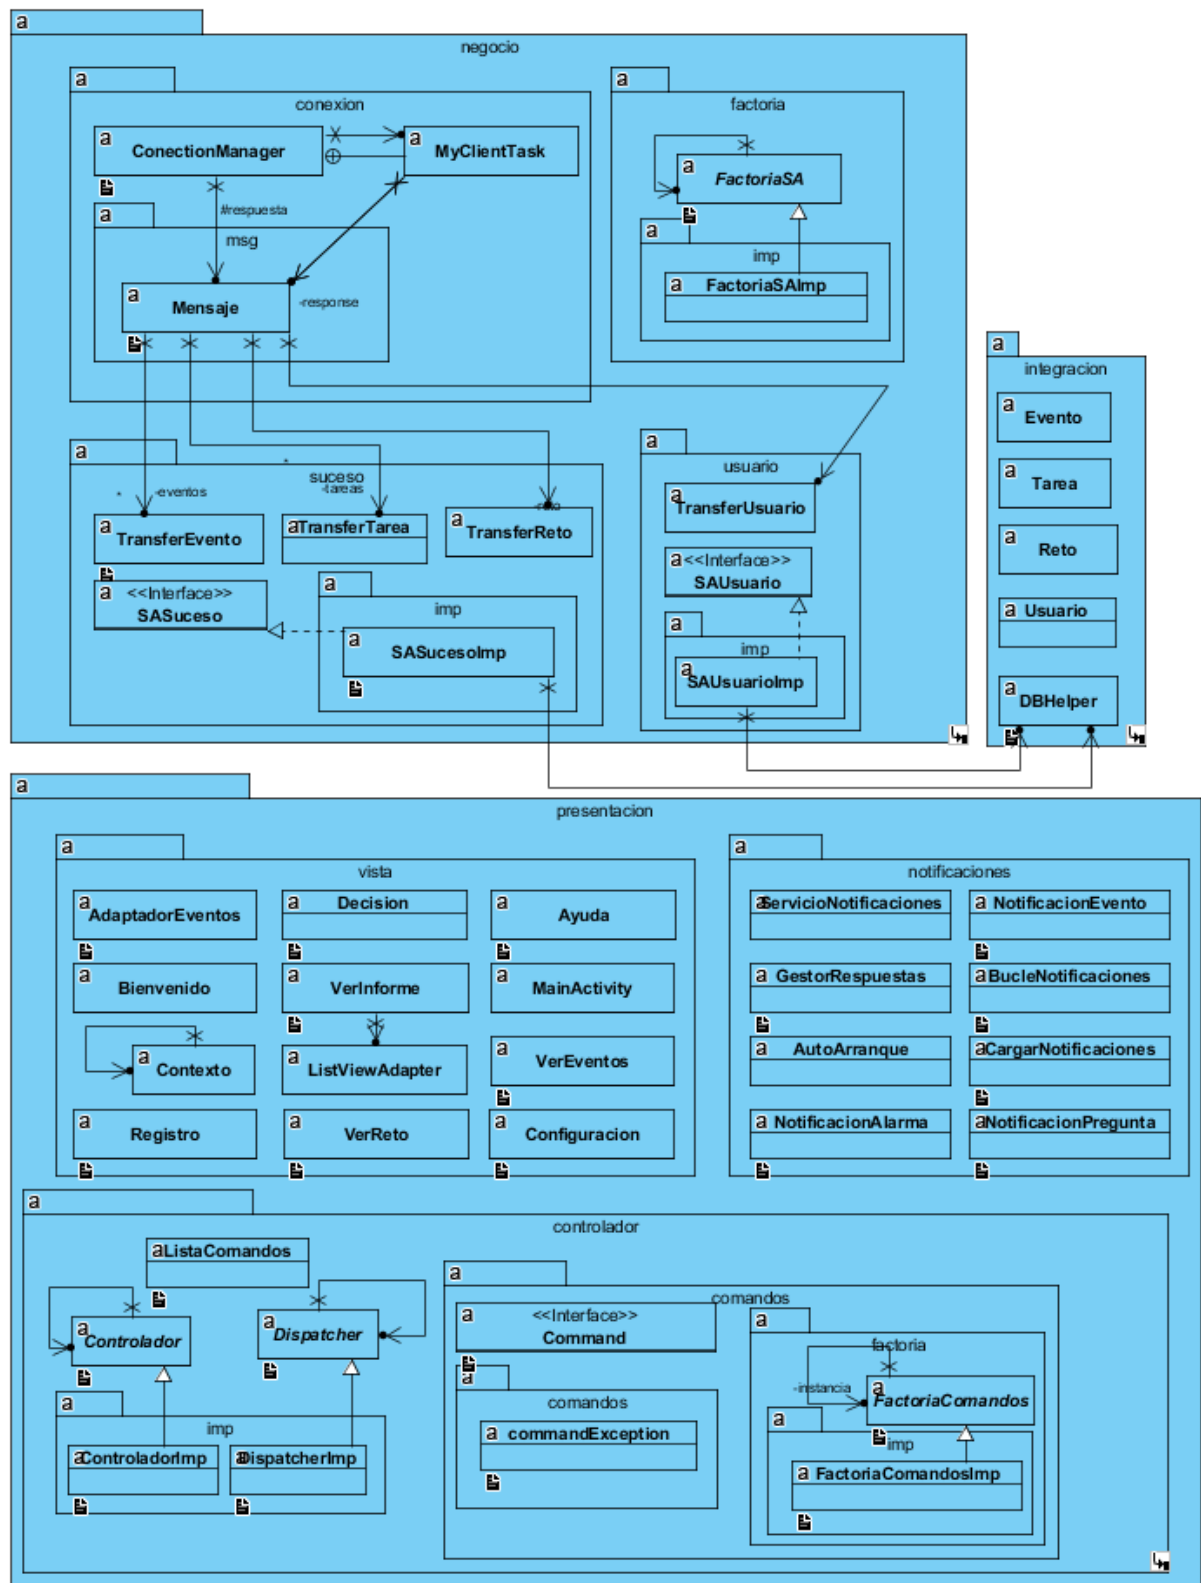 a
negocio
a
conexion
a
ConectionManager
a
MyClientTask
#respuesta
a
msg
a
Mensaje
-response
a
factoria
a
FactoriaSA
a
imp
a
FactoriaSAImp
a
integracion
a
Evento
a
Tarea
a
Reto
a
Usuario
a
DBHelper
a
suceso
*
*
-eventos
-tareas
a
TransferEvento
a
TransferTarea
a
TransferReto
a
<<Interface>>
SASuceso
a
imp
a
SASucesoImp
a
usuario
a
TransferUsuario
a
<<Interface>>
SAUsuario
a
imp
a
SAUsuarioImp
a
presentacion
a
vista
a
AdaptadorEventos
a
Decision
a
Ayuda
a
Bienvenido
a
VerInforme
a
MainActivity
a
Contexto
a
ListViewAdapter
a
VerEventos
a
Registro
a
VerReto
a
Configuracion
a
notificaciones
a
ServicioNotificaciones
a
NotificacionEvento
a
GestorRespuestas
a
BucleNotificaciones
a
AutoArranque
a
CargarNotificaciones
a
NotificacionAlarma
a
NotificacionPregunta
a
controlador
a
ListaComandos
a
Controlador
a
Dispatcher
a
imp
a
ControladorImp
a
DispatcherImp
a
comandos
a
<<Interface>>
Command
a
comandos
a
commandException
a
factoria
-instancia
a
FactoriaComandos
a
imp
a
FactoriaComandosImp